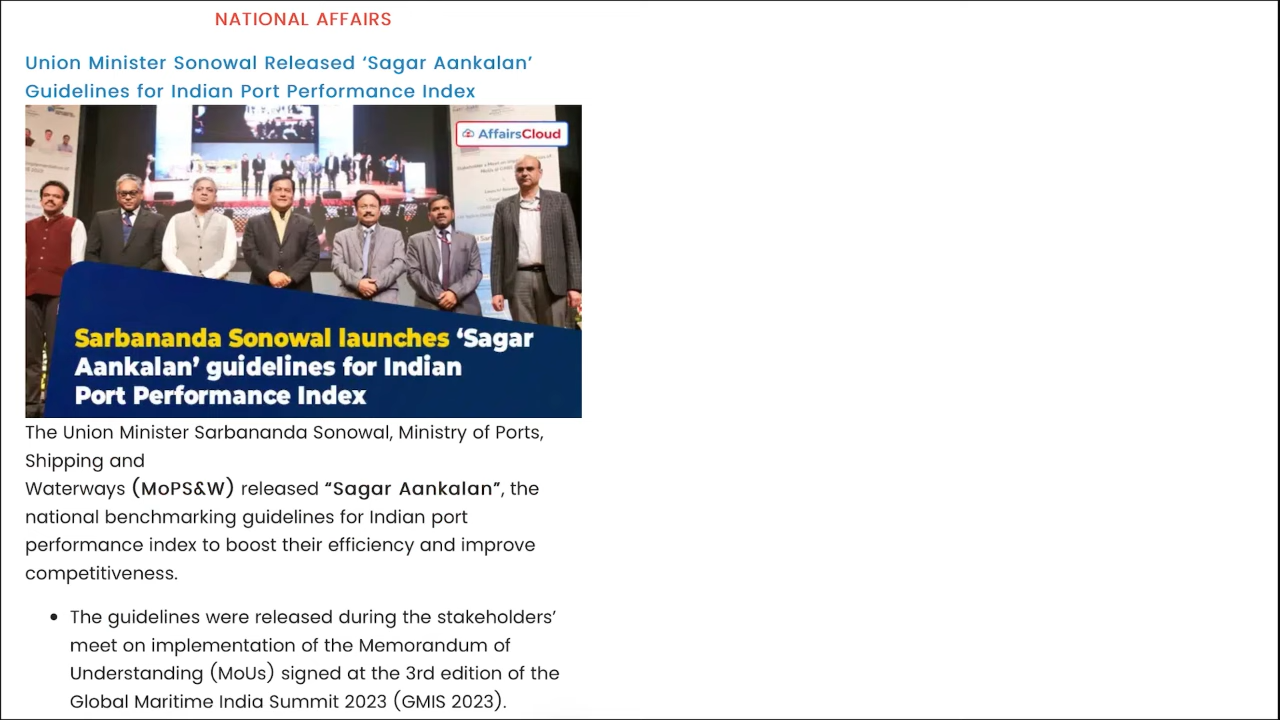 NATIONAL AFFAIRS
Union Minister Sonowal Released ‘Sagar Aankalan’
Guidelines for Indian Port Performance Index
AffairsCloud
Sarbananda Sonowal launches ‘Sagar
Aankalan’ guidelines for Indian
Port Performance Index
The Union Minister Sarbananda Sonowal, Ministry of Ports,
Shipping and
Waterways (MoPS&W) released “Sagar Aankalan”, the
national benchmarking guidelines for Indian port
performance index to boost their efficiency and improve
competitiveness.
• The guidelines were released during the stakeholders’
meet on implementation of the Memorandum of
Understanding (MoUs) signed at the 3rd edition of the
Global Maritime India Summit 2023 (GMIS 2023).